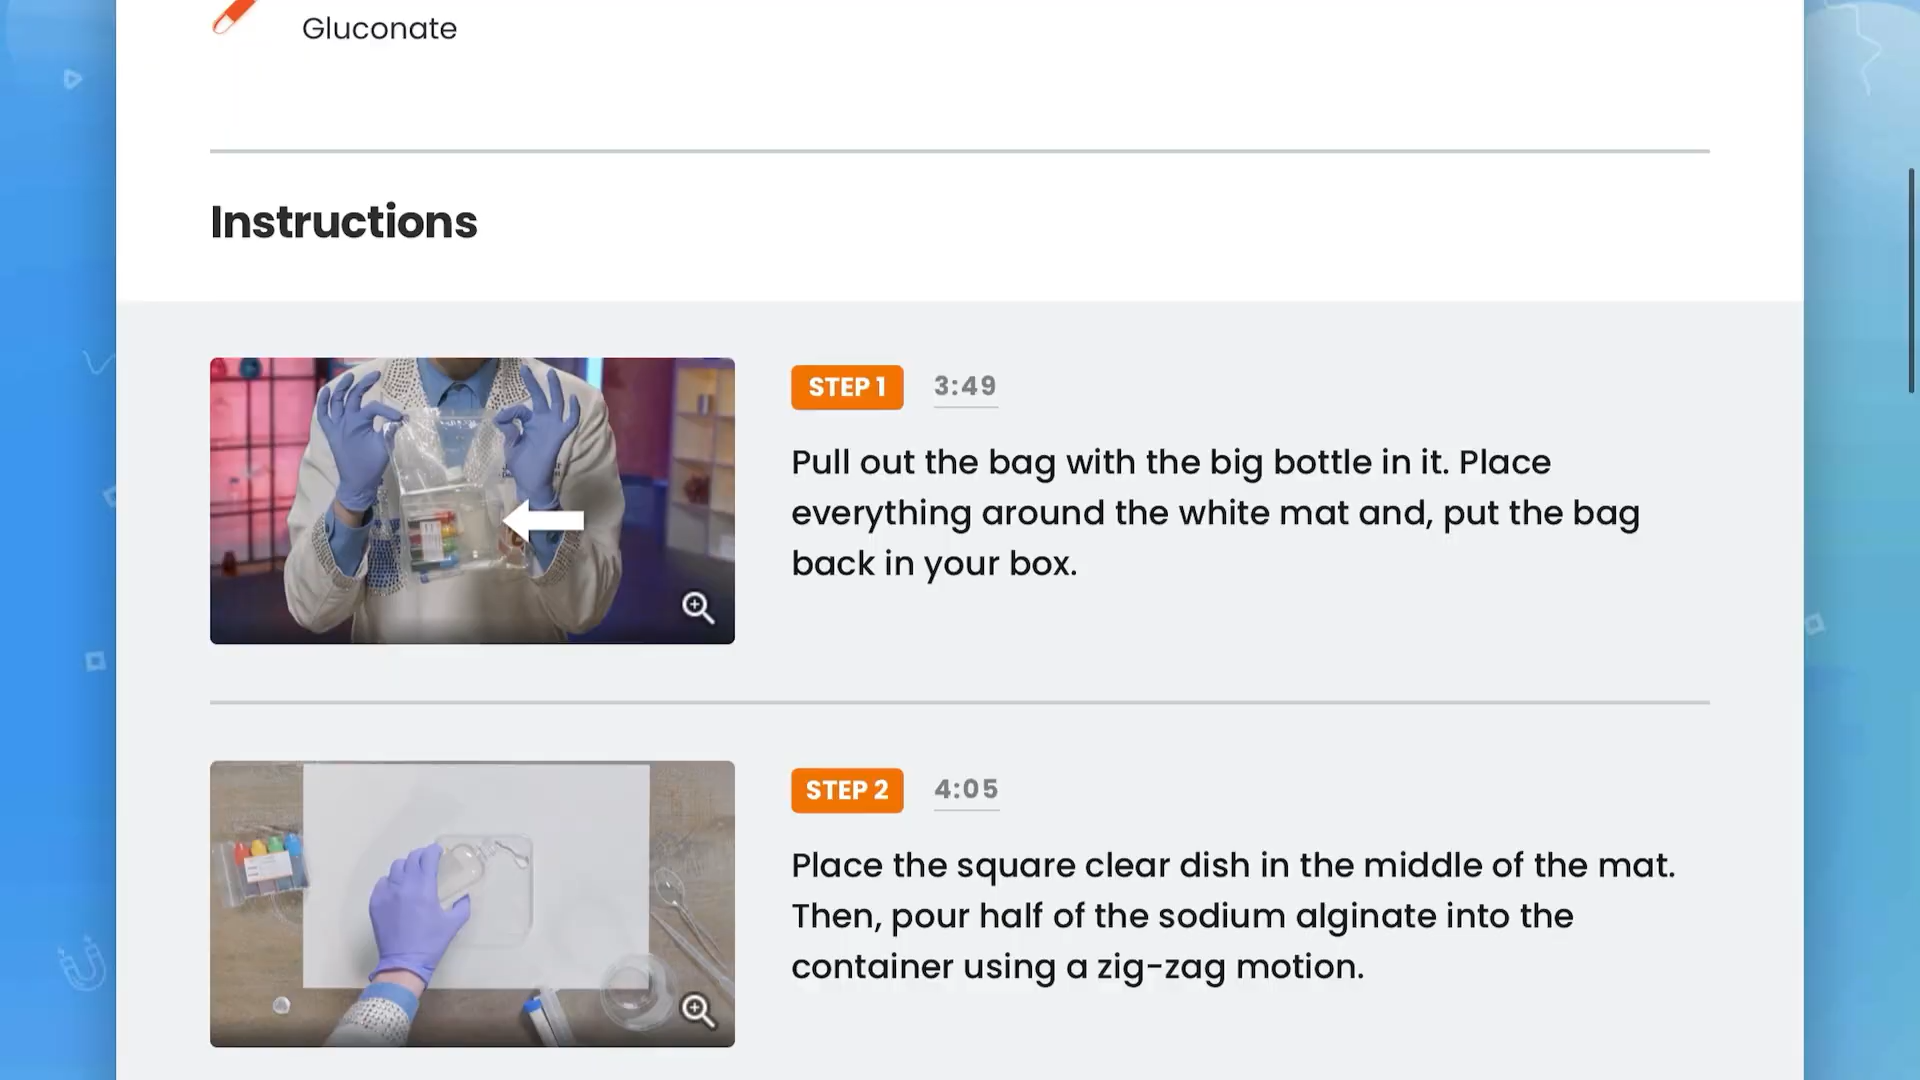 Gluconate
Instructions
STEP 1 3:49
Pull out the bag with the big bottle in it. Place
everything around the white mat and, put the bag
back in your box.
STEP 2 4:05
Place the square clear dish in the middle of the mat.
Then, pour half of the sodium alginate into the
container using a zig-zag motion.